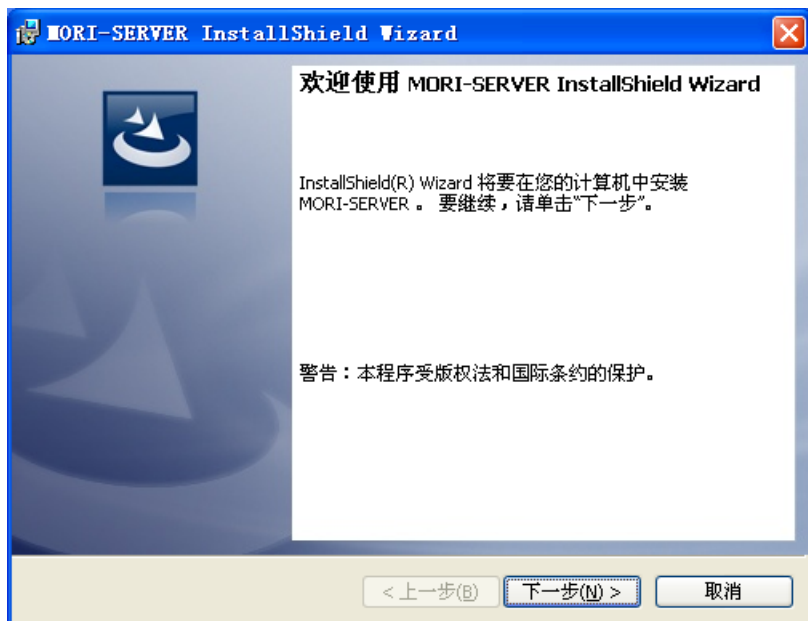 MORI-SERVER InstallShield Wizard
欢迎使用 MORI-SERVER InstallShield Wizard
InstallShield(R) Wizard 将要在您的计算机中安装
MORI-SERVER 。 要继续，请单击“下一步”。
警告：本程序受版权法和国际条约的保护。
< 上一步(B)
下一步(N) >
取消